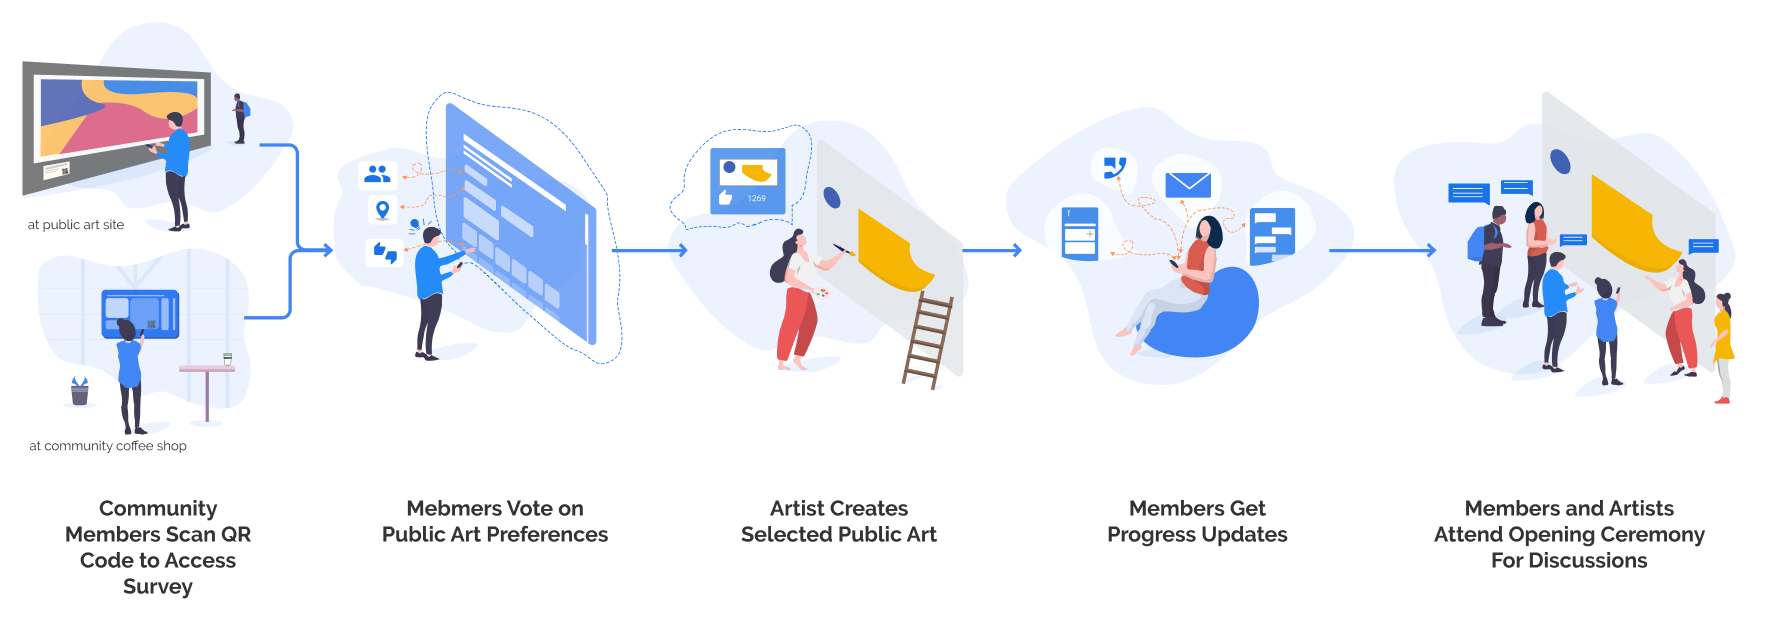 at public art site
at community coffee shop
1269
f
Community
Members Scan QR
Code to Access
Survey
Mebmers Vote on
Public Art Preferences
Artist Creates
Selected Public Art
Members Get
Progress Updates
Members and Artists
Attend Opening Ceremony
For Discussions